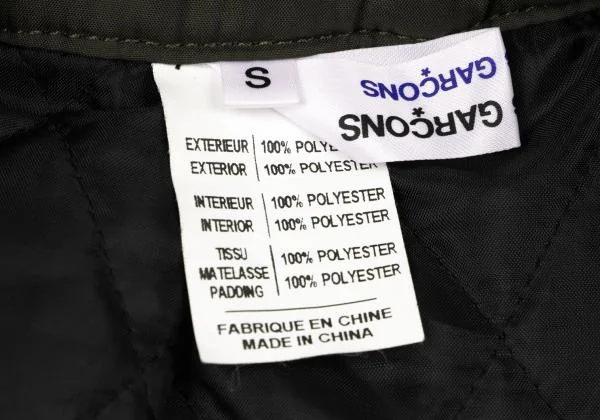 S
GARÇONS
GARÇONS
EXTERIEUR 100% POLYE
EXTERIOR 100% POLYESTER
INTERIEUR 100% POLYESTER
INTERIOR 100% POLYESTER
TISSU 100% POLYESTER
MATELASSE
PADDING 100% POLYESTER
FABRIQUE EN CHINE
MADE IN CHINA